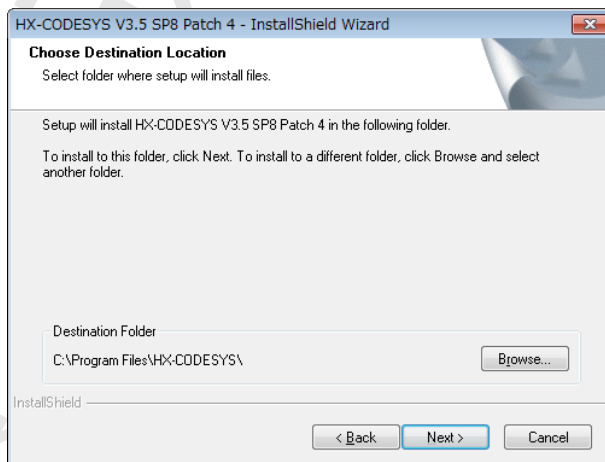 HX-CODESYS V3.5 SP8 Patch 4 - InstallShield Wizard
Choose Destination Location
Select folder where setup will install files.
Setup will install HX-CODESYS V3.5 SP8 Patch 4 in the following folder.
To install to this folder, click Next. To install to a different folder, click Browse and select
another folder.
Destination Folder
C:\Program Files\HX-CODESYS\
Browse...
InstallShield
< Back
Next >
Cancel